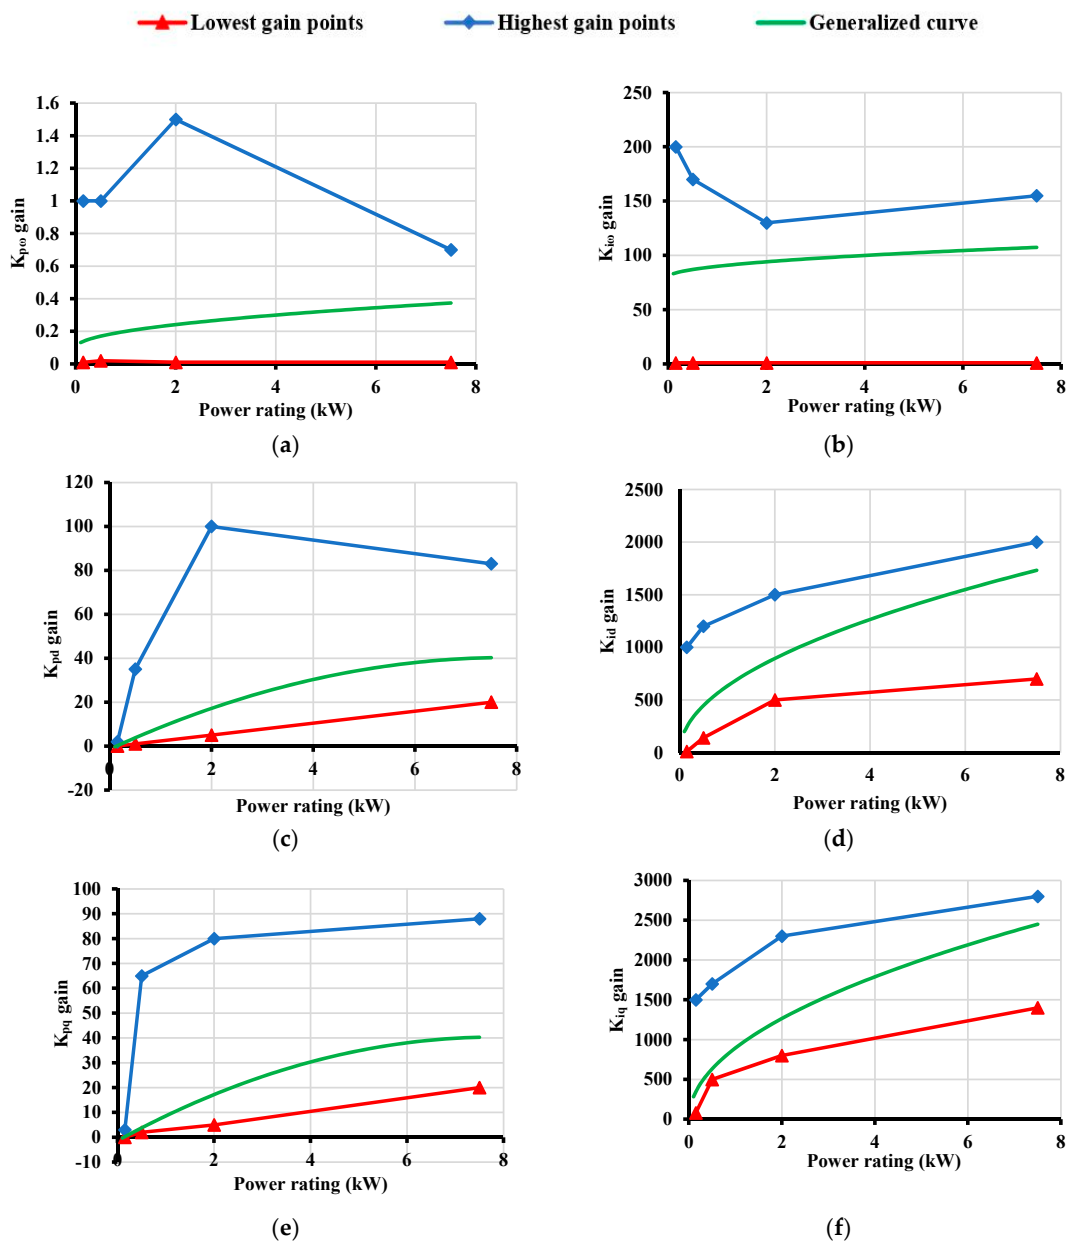 Lowest gain points Highest gain points Generalized curve
1.6
1.4
1.2
1
0.8
0.6
0.4
0.2
0
Kpω gain
0 2 4 6 8
Power rating (kW)
(a)
250
200
150
100
50
0
Kiω gain
0 2 4 6 8
Power rating (kW)
(b)
120
100
80
60
40
20
0
-20
Kpd gain
0 2 4 6 8
Power rating (kW)
(c)
2500
2000
1500
1000
500
0
Kid gain
0 2 4 6 8
Power rating (kW)
(d)
100
90
80
70
60
50
40
30
20
10
0
-10
Kpq gain
0 2 4 6 8
Power rating (kW)
(e)
3000
2500
2000
1500
1000
500
0
Kiq gain
0 2 4 6 8
Power rating (kW)
(f)